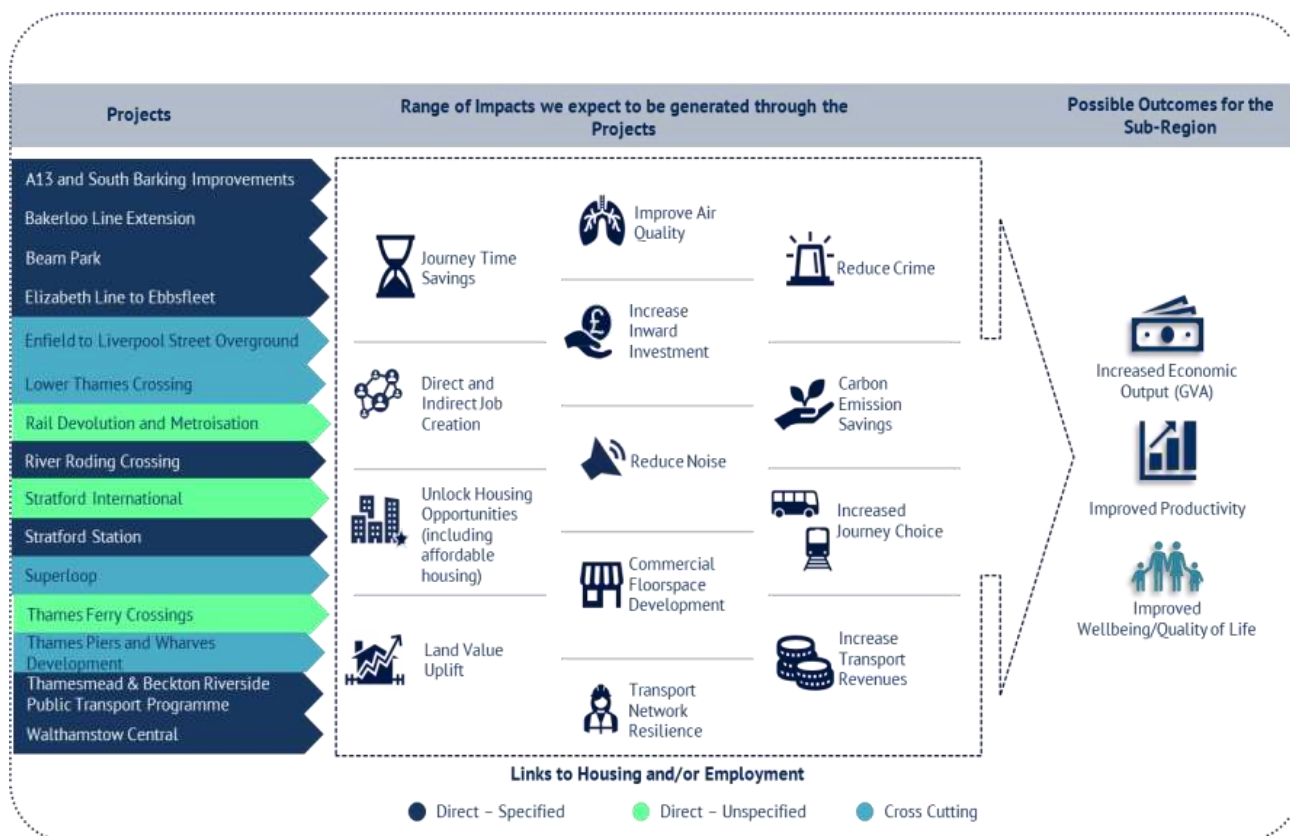 Projects
Range of Impacts we expect to be generated through the
Projects
Possible Outcomes for the
Sub-Region
A13 and South Barking Improvements
Bakerloo Line Extension
Beam Park
Elizabeth Line to Ebbsfleet
Enfield to Liverpool Street Overground
Lower Thames Crossing
Rail Devolution and Metroisation
River Roding Crossing
Stratford International
Stratford Station
Superloop
Thames Ferry Crossings
Thames Piers and Wharves
Development
Thamesmead & Beckton Riverside
Public Transport Programme
Walthamstow Central
Journey Time
Savings
Direct and
Indirect Job
Creation
Unlock Housing
Opportunities
(including
affordable
housing)
Land Value
Uplift
Improve Air
Quality
£
Increase
Inward
Investment
Reduce Noise
Commercial
Floorspace
Development
Transport
Network
Resilience
Reduce Crime
Carbon
Emission
Savings
Increased
Journey Choice
Increase
Transport
Revenues
Increased Economic
Output (GVA)
Improved Productivity
Improved
Wellbeing/Quality of Life
Links to Housing and/or Employment
Direct – Specified
Direct – Unspecified
Cross Cutting